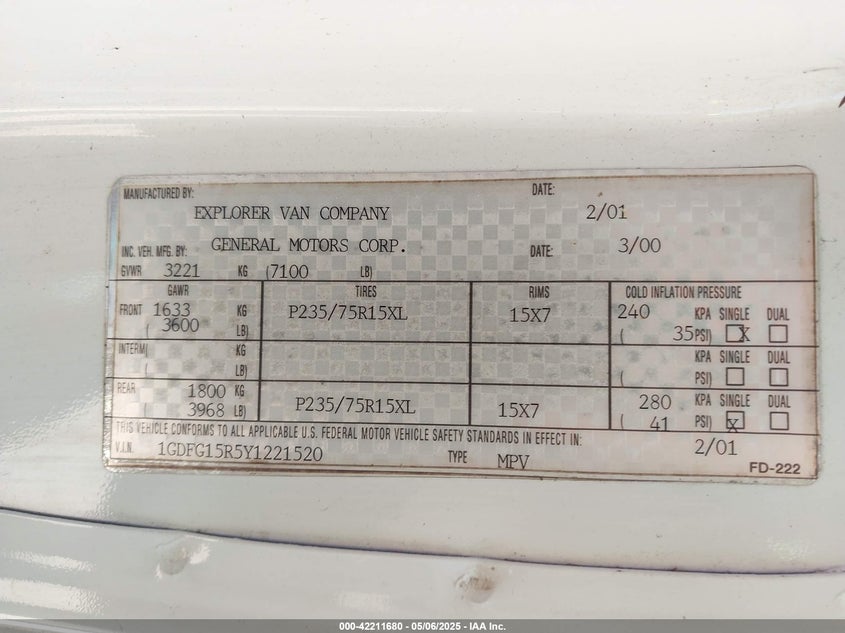 MANUFACTURED BY: DATE:
EXPLORER VAN COMPANY 2/01
INC. VEH. MFG. BY: GENERAL MOTORS CORP. DATE: 3/00
GVWR 3221 KG (7100 LB)
GAWR TIRES RIMS COLD INFLATION PRESSURE
FRONT 1633 KG P235/75R15XL 15X7 240 KPA SINGLE DUAL
( 3600 LB) ( 35 PSI) X
INTERM( KG KPA SINGLE DUAL
( LB) ( PSI)
REAR 1800 KG P235/75R15XL 15X7 280 KPA SINGLE DUAL
( 3968 LB) ( 41 PSI) X
THIS VEHICLE CONFORMS TO ALL APPLICABLE U.S. FEDERAL MOTOR VEHICLE SAFETY STANDARDS IN EFFECT IN: 2/01
V.I.N. 1GDFG15R5Y1221520 TYPE MPV
FD-222
000-42211680 - 05/06/2025 - IAA Inc.